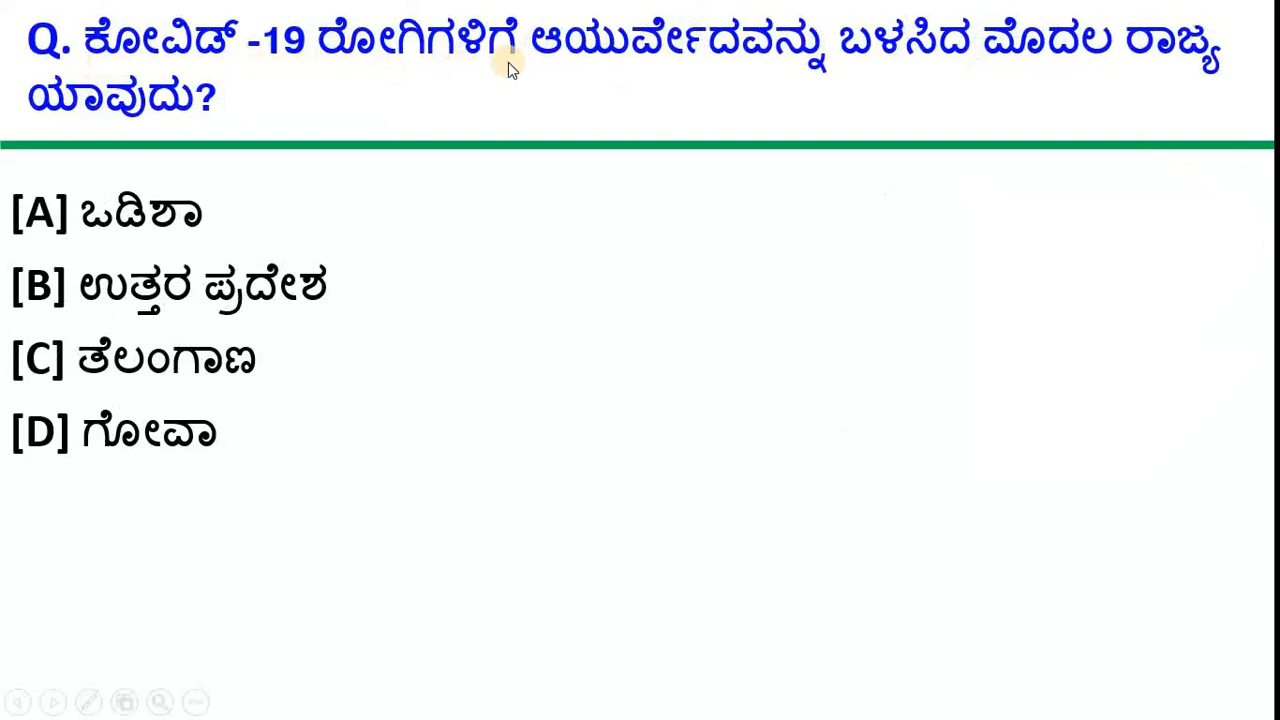 Q. ಕೋವಿಡ್ -19 ರೋಗಿಗಳಿಗೆ ಆಯುರ್ವೇದವನ್ನು ಬಳಸಿದ ಮೊದಲ ರಾಜ್ಯ
ಯಾವುದು?
[A] ಒಡಿಶಾ
[B] ಉತ್ತರ ಪ್ರದೇಶ
[C] ತೆಲಂಗಾಣ
[D] ಗೋವಾ